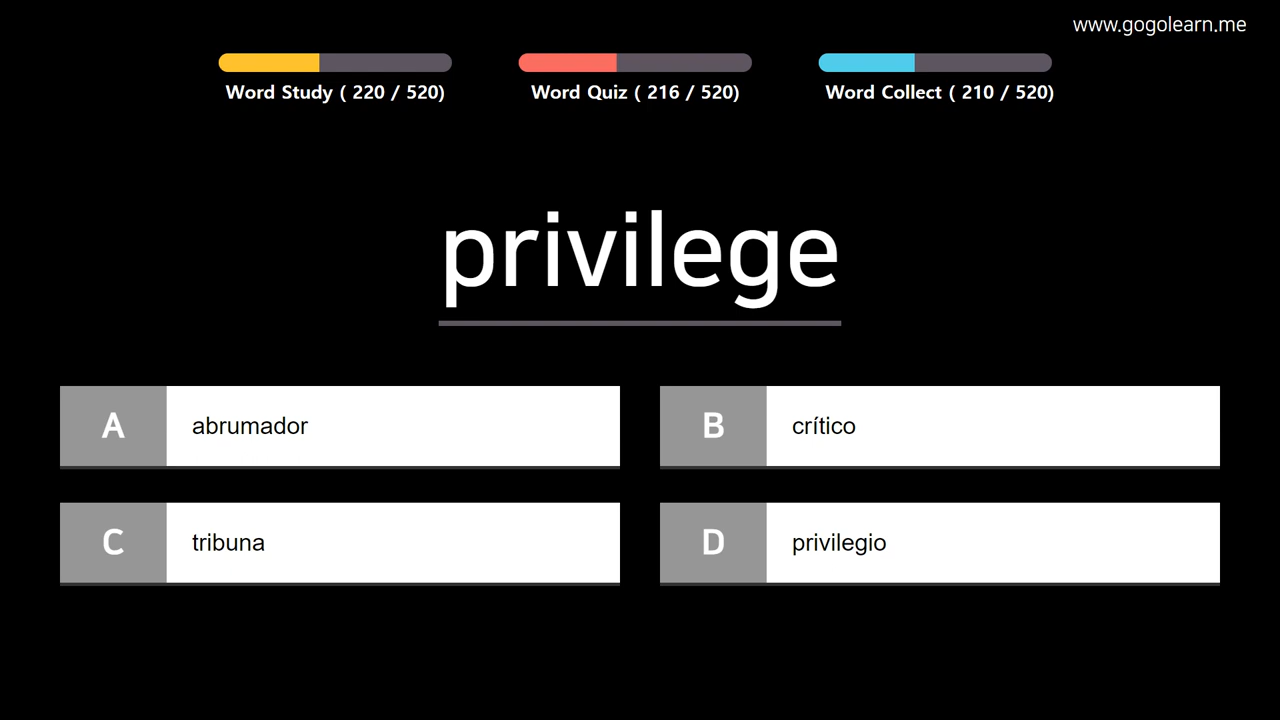 www.gogolearn.me
Word Study ( 220 / 520)
Word Quiz ( 216 / 520)
Word Collect ( 210 / 520)
privilege
A abrumador
B crítico
C tribuna
D privilegio